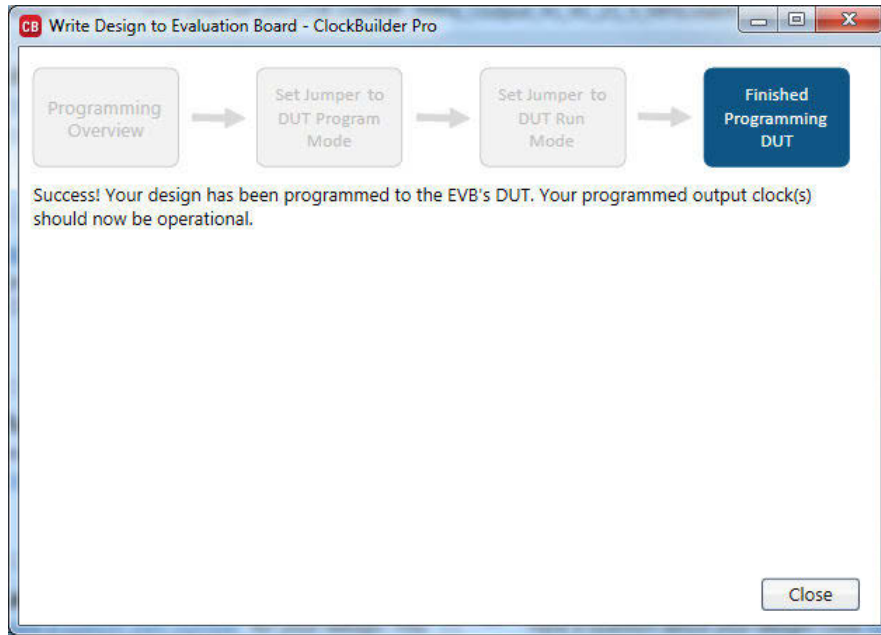 CB Write Design to Evaluation Board - ClockBuilder Pro
Programming
Overview
Set Jumper to
DUT Program
Mode
Set Jumper to
DUT Run
Mode
Finished
Programming
DUT
Success! Your design has been programmed to the EVB's DUT. Your programmed output clock(s)
should now be operational.
Close